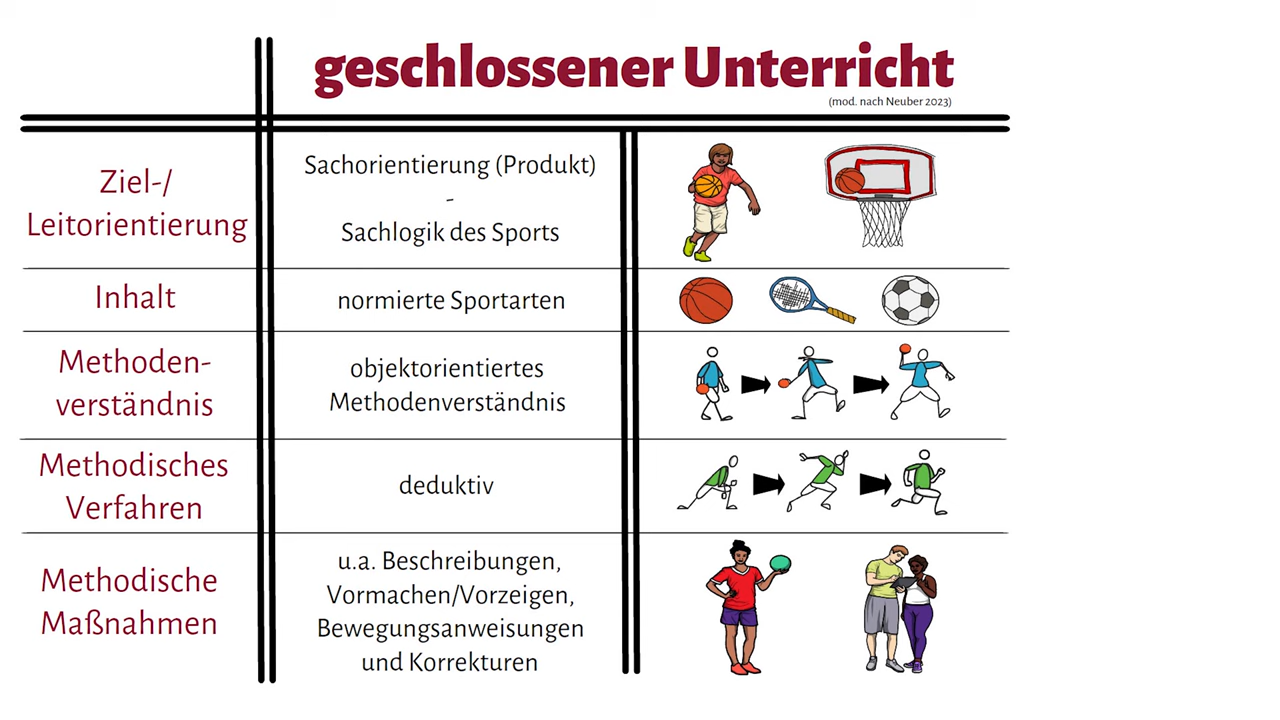 geschlossener Unterricht
(mod. nach Neuber 2023)
Ziel-/
Leitorientierung
Sachorientierung (Produkt)
-
Sachlogik des Sports
Inhalt
normierte Sportarten
Methoden-
verständnis
objektorientiertes
Methodenverständnis
Methodisches
Verfahren
deduktiv
Methodische
Maßnahmen
u.a. Beschreibungen,
Vormachen/Vorzeigen,
Bewegungsanweisungen
und Korrekturen